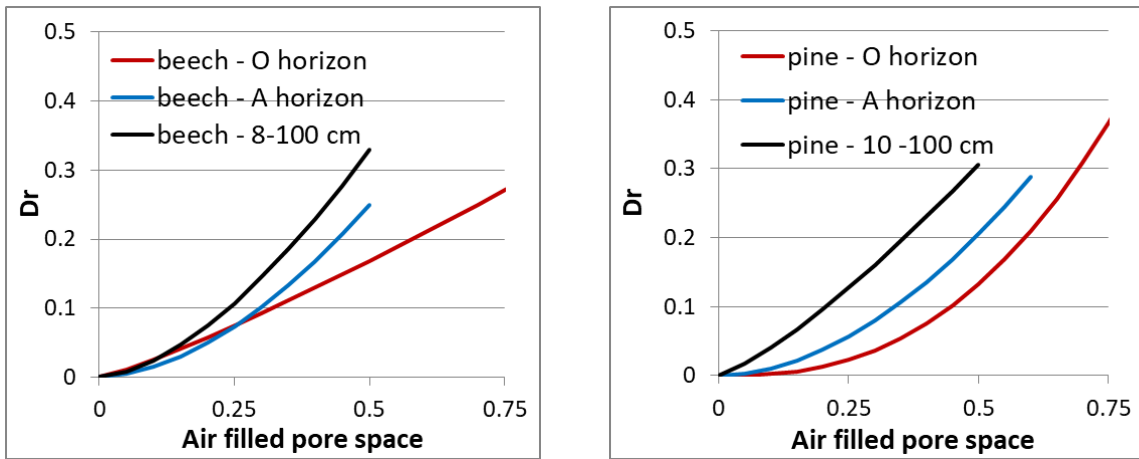 0.5
0.4
0.3
0.2
0.1
0
Dr
beech - O horizon
beech - A horizon
beech - 8-100 cm
0 0.25 0.5 0.75
Air filled pore space
0.5
0.4
0.3
0.2
0.1
0
Dr
pine - O horizon
pine - A horizon
pine - 10 -100 cm
0 0.25 0.5 0.75
Air filled pore space